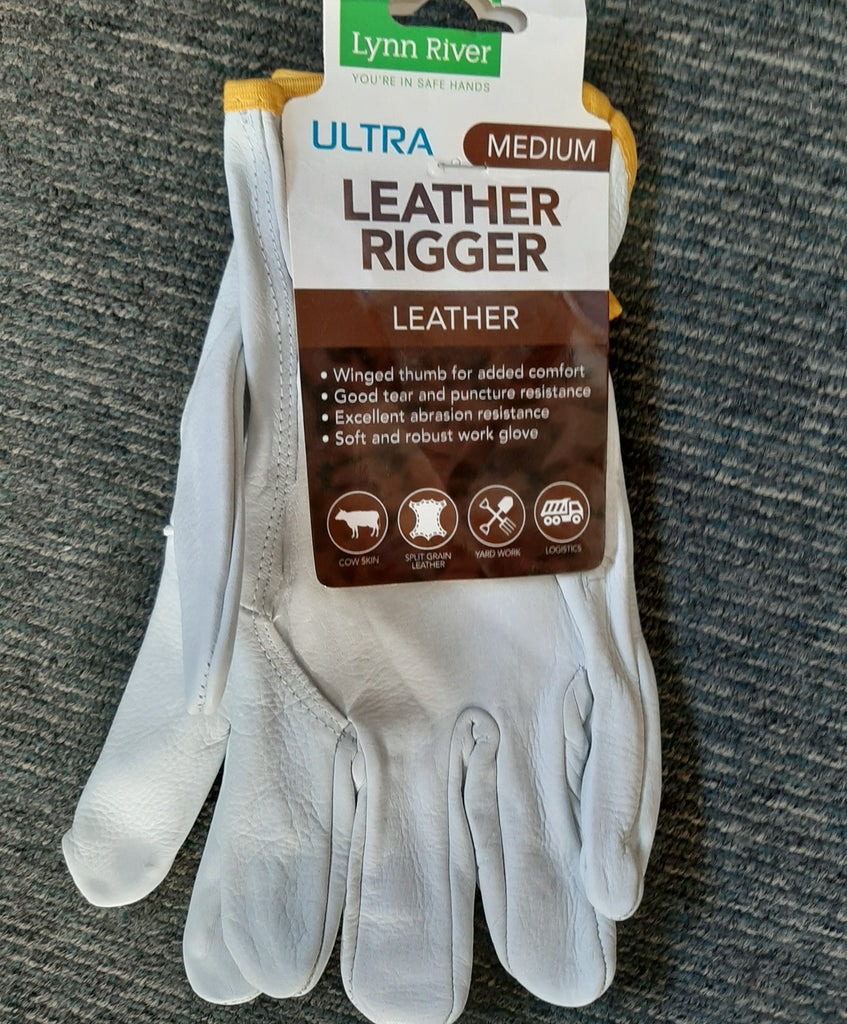 Lynn River
YOU'RE IN SAFE HANDS
ULTRA
MEDIUM
LEATHER
RIGGER
LEATHER
• Winged thumb for added comfort
• Good tear and puncture resistance
• Excellent abrasion resistance
• Soft and robust work glove
COW SKIN
SPLIT GRAIN
LEATHER
YARD WORK
LOGISTICS